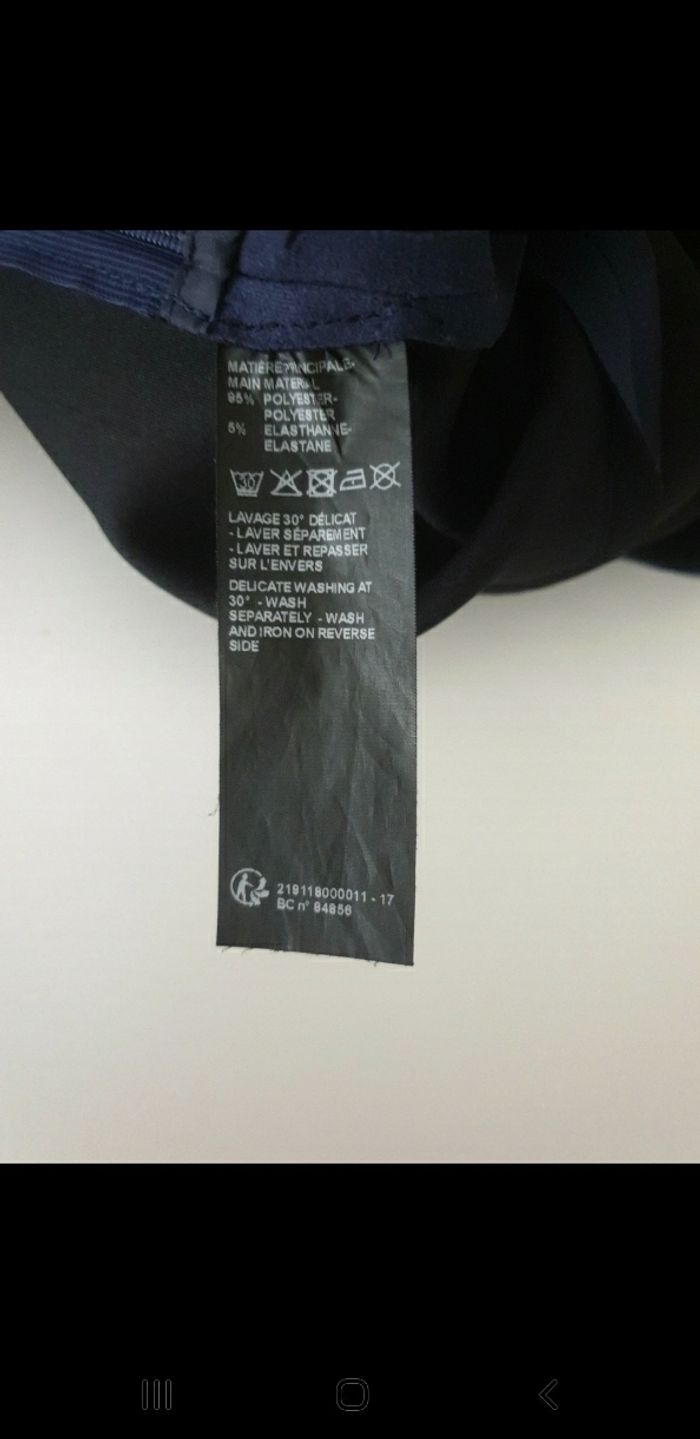 MATIÈRE PRINCIPALE-
MAIN MATERIAL
95% POLYESTER-
POLYESTER
5% ELASTHANNE-
ELASTANE
30
LAVAGE 30° DÉLICAT
- LAVER SÉPAREMENT
- LAVER ET REPASSER
SUR L'ENVERS
DELICATE WASHING AT
30° - WASH
SEPARATELY - WASH
AND IRON ON REVERSE
SIDE
219118000011 - 17
BC n° 84856